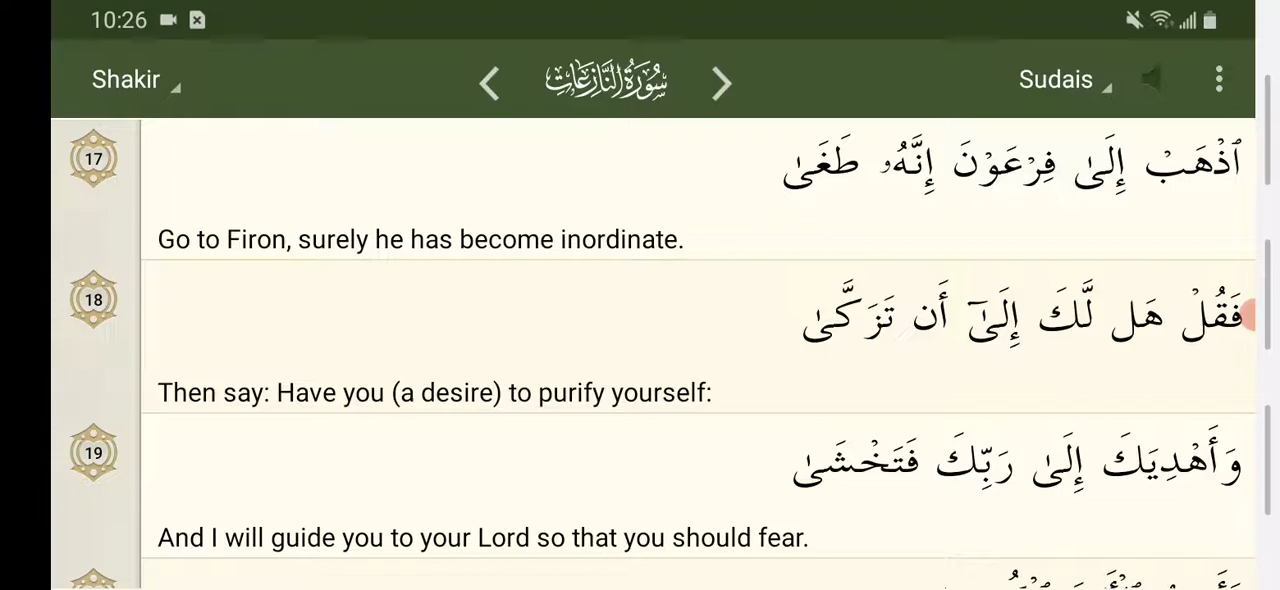 10:26
Shakir
سُورَةُ النَّازِعَاتِ
Sudais
17
ٱذْهَبْ إِلَىٰ فِرْعَوْنَ إِنَّهُۥ طَغَىٰ
Go to Firon, surely he has become inordinate.
18
فَقُلْ هَل لَّكَ إِلَىٰٓ أَن تَزَكَّىٰ
Then say: Have you (a desire) to purify yourself:
19
وَأَهْدِيَكَ إِلَىٰ رَبِّكَ فَتَخْشَىٰ
And I will guide you to your Lord so that you should fear.